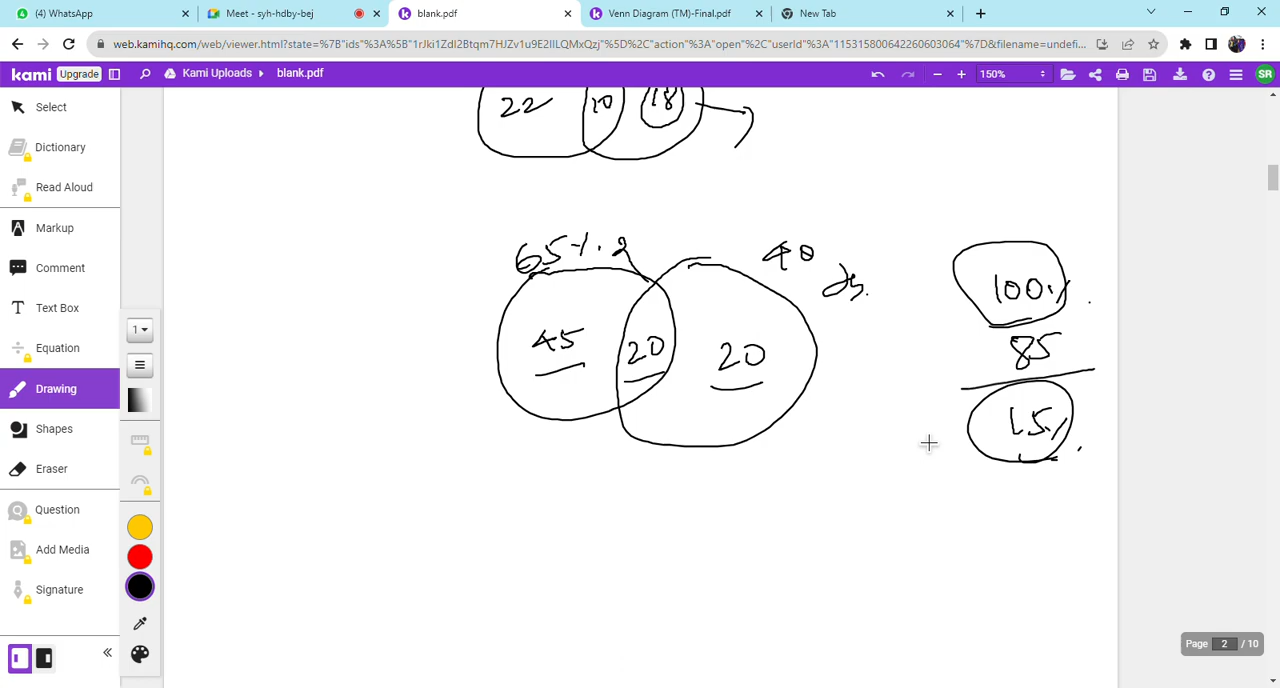 (4) WhatsApp
Meet - syh-hdby-bej
blank.pdf
Venn Diagram (TM)-Final.pdf
New Tab
web.kamihq.com/web/viewer.html?state=%7B"ids"%3A%5B"1rJki1ZdI2Btqm7HJZv1u9E2IIILQMxQzj"%5D%2C"action"%3A"open"%2C"userId"%3A"115315800642260603064"%7D&filename=undefi...
kami Upgrade
Kami Uploads
blank.pdf
150%
SR
Select
Dictionary
Read Aloud
Markup
Comment
Text Box
Equation
Drawing
Shapes
Eraser
Question
Add Media
Signature
1
22 10 18
65%
40
45 20 20
100%.
85
15%.
Page 2 / 10